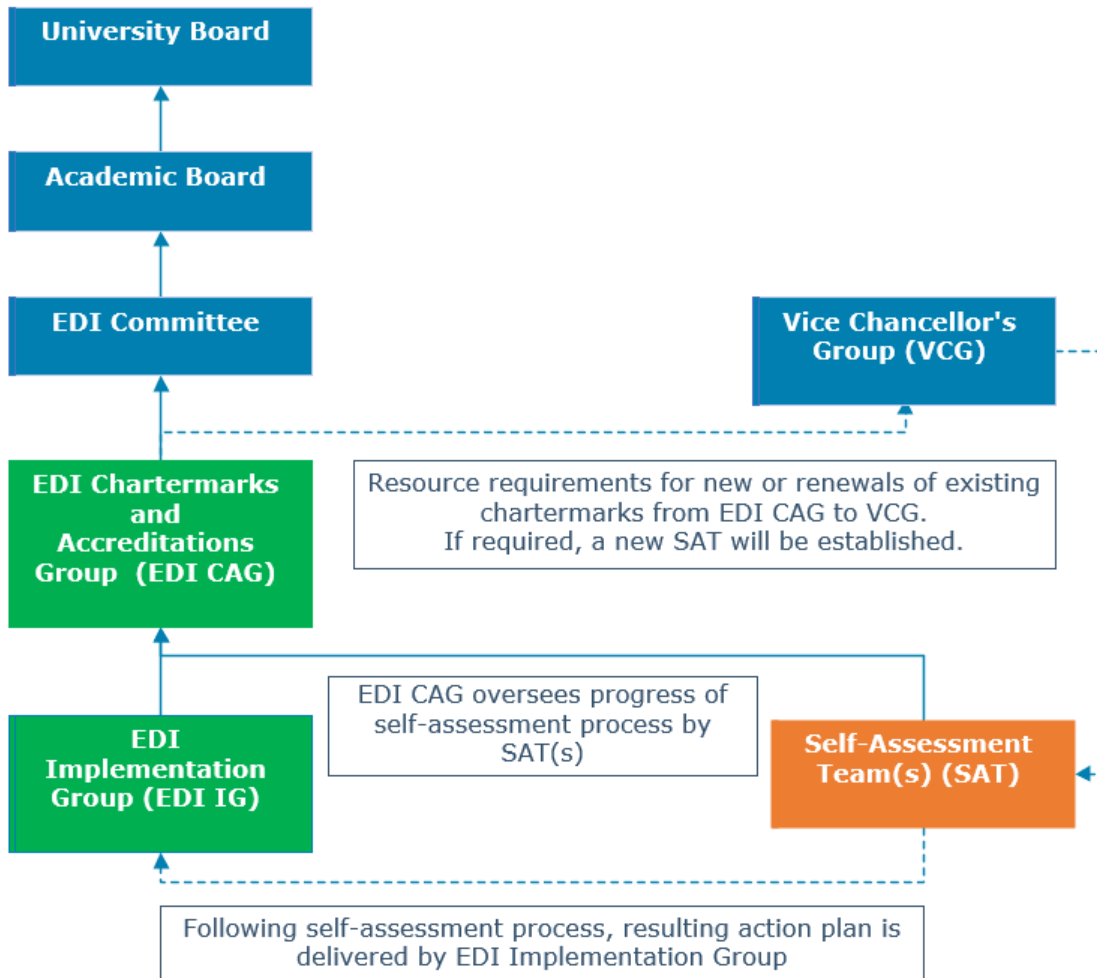 University Board
Academic Board
EDI Committee
Vice Chancellor's
Group (VCG)
EDI Chartermarks
and
Accreditations
Group (EDI CAG)
Resource requirements for new or renewals of existing
chartermarks from EDI CAG to VCG.
If required, a new SAT will be established.
EDI CAG oversees progress of
self-assessment process by
SAT(s)
EDI
Implementation
Group (EDI IG)
Self-Assessment
Team(s) (SAT)
Following self-assessment process, resulting action plan is
delivered by EDI Implementation Group